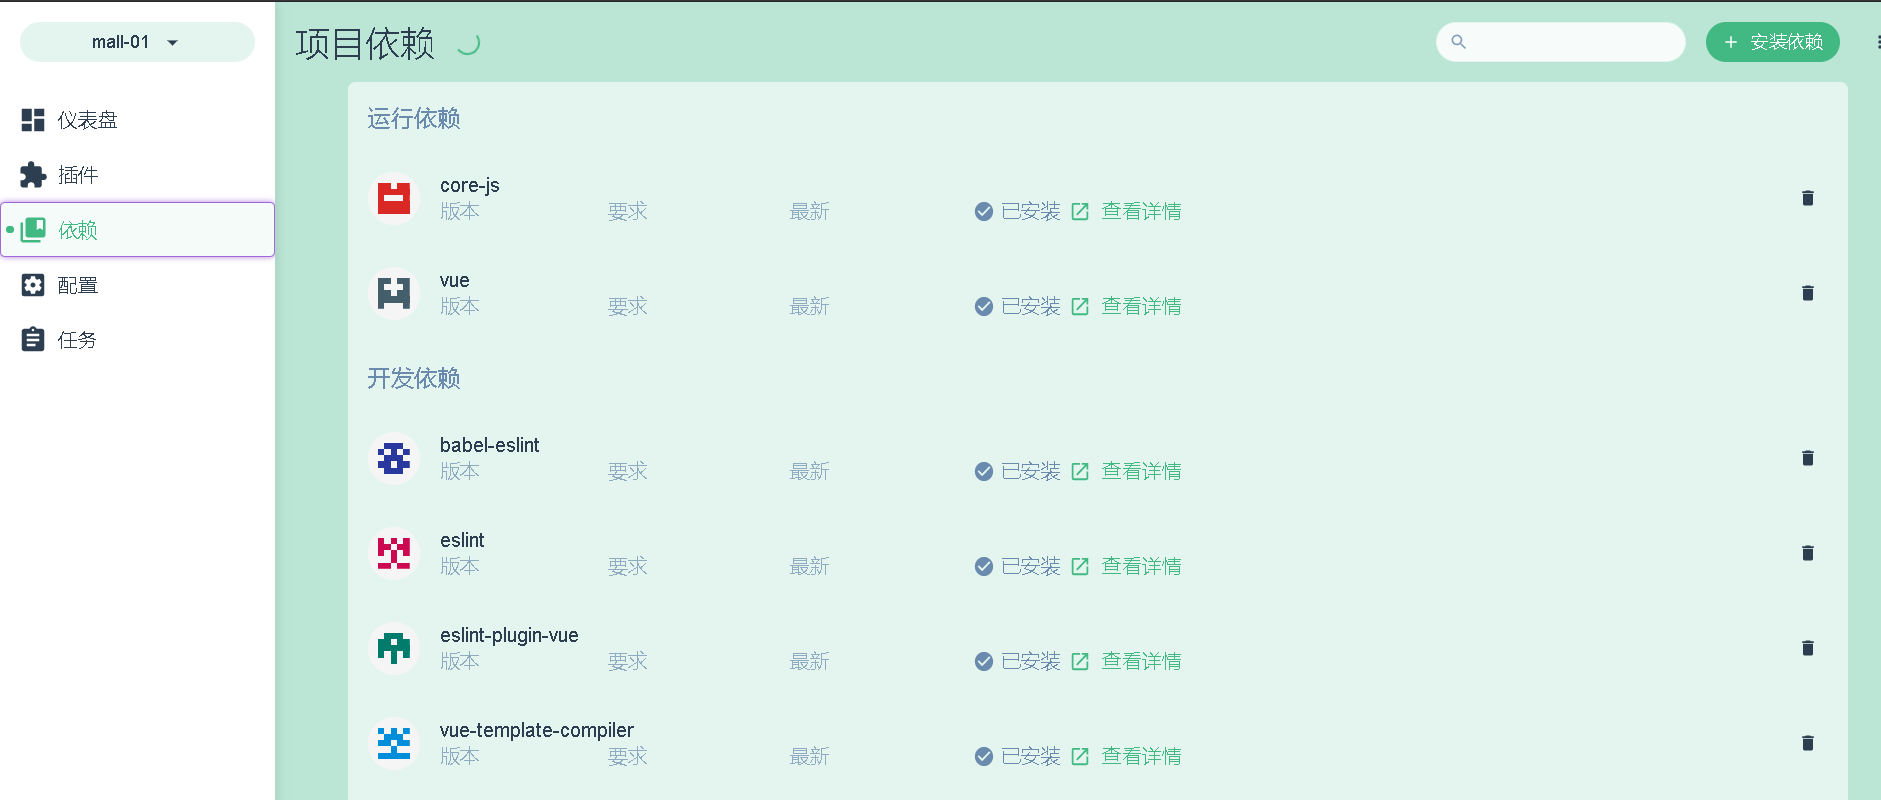 mall-01
仪表盘
插件
依赖
配置
任务
项目依赖
安装依赖
运行依赖
core-js
版本 要求 最新 已安装 查看详情
vue
版本 要求 最新 已安装 查看详情
开发依赖
babel-eslint
版本 要求 最新 已安装 查看详情
eslint
版本 要求 最新 已安装 查看详情
eslint-plugin-vue
版本 要求 最新 已安装 查看详情
vue-template-compiler
版本 要求 最新 已安装 查看详情